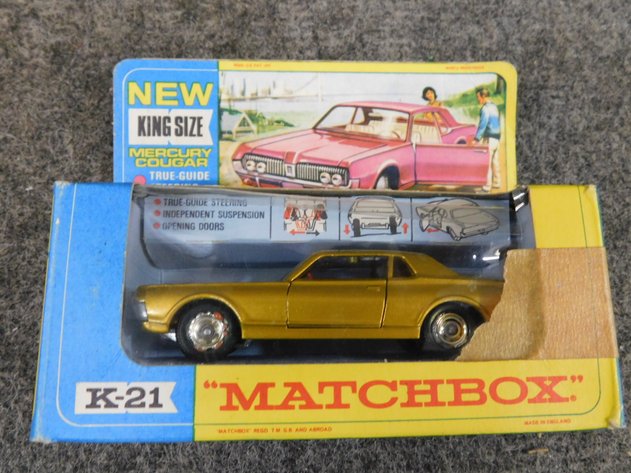 NEW
KING SIZE
MERCURY
COUGAR
TRUE-GUIDE
TRUE-GUIDE STEERING
INDEPENDENT SUSPENSION
OPENING DOORS
K-21
"MATCHBOX"
"MATCHBOX" REGD T.M. G.B. AND ABROAD
MADE IN ENGLAND